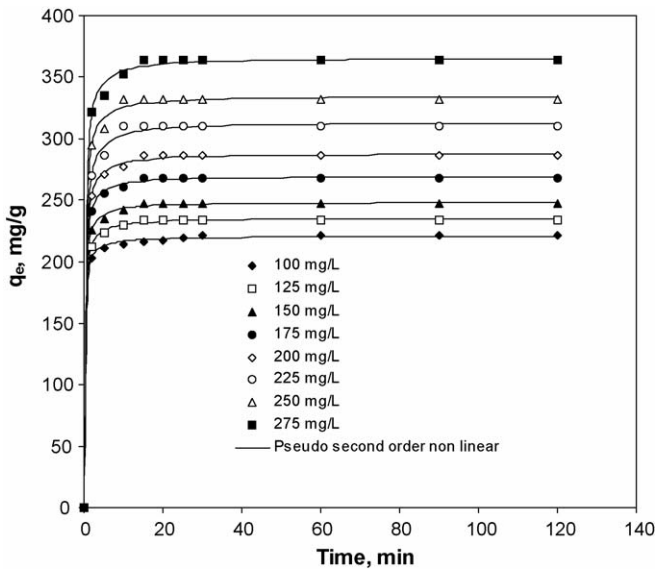 400
350
300
250
200
150
100
50
0
qe, mg/g
100 mg/L
125 mg/L
150 mg/L
175 mg/L
200 mg/L
225 mg/L
250 mg/L
275 mg/L
Pseudo second order non linear
0 20 40 60 80 100 120 140
Time, min